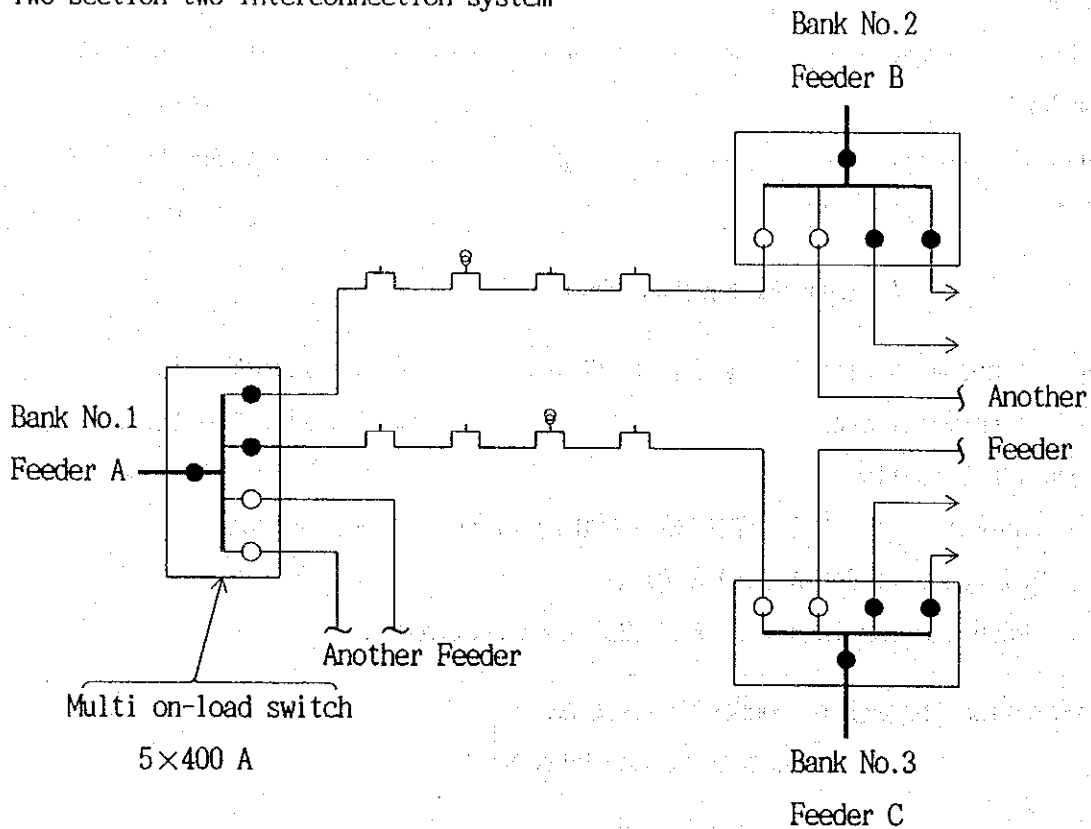 Two section two interconnection system
Bank No.2
Feeder B
Bank No.1
Feeder A
Another
Feeder
Another Feeder
Multi on-load switch
5×400 A
Bank No.3
Feeder C